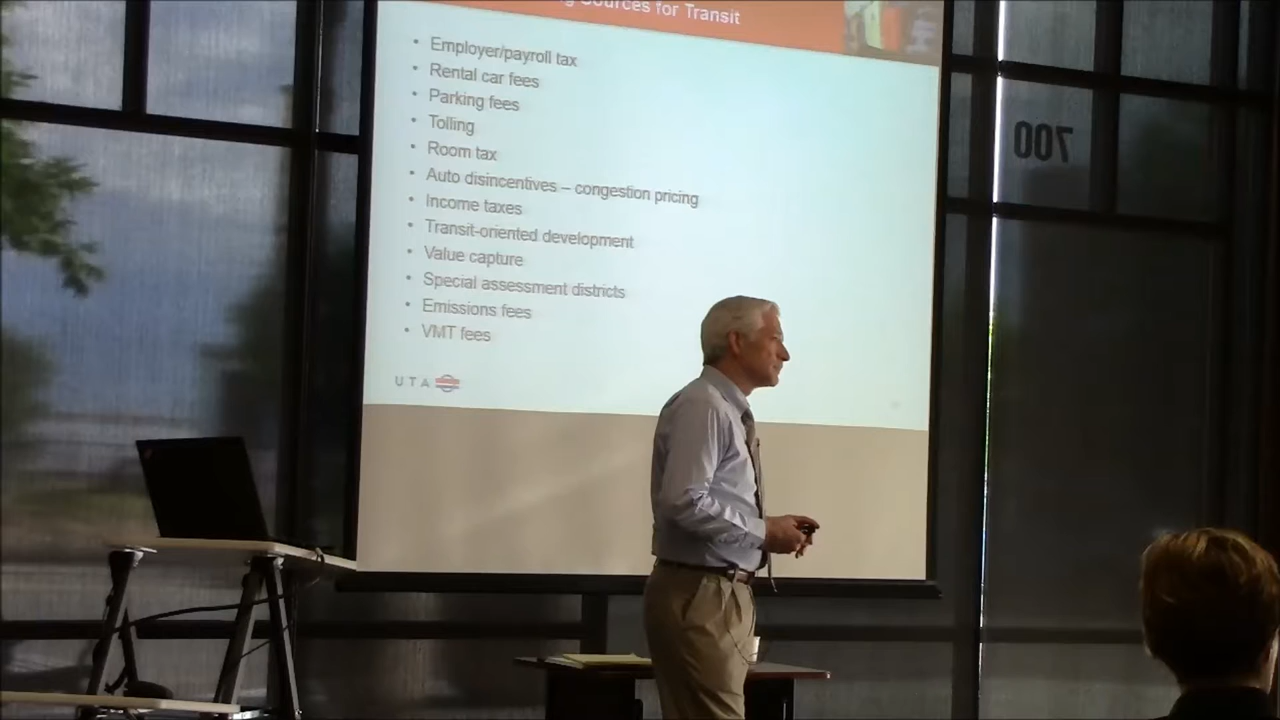 Sources for Transit
• Employer/payroll tax
• Rental car fees
• Parking fees
• Tolling
• Room tax
• Auto disincentives – congestion pricing
• Income taxes
• Transit-oriented development
• Value capture
• Special assessment districts
• Emissions fees
• VMT fees
UTA
700